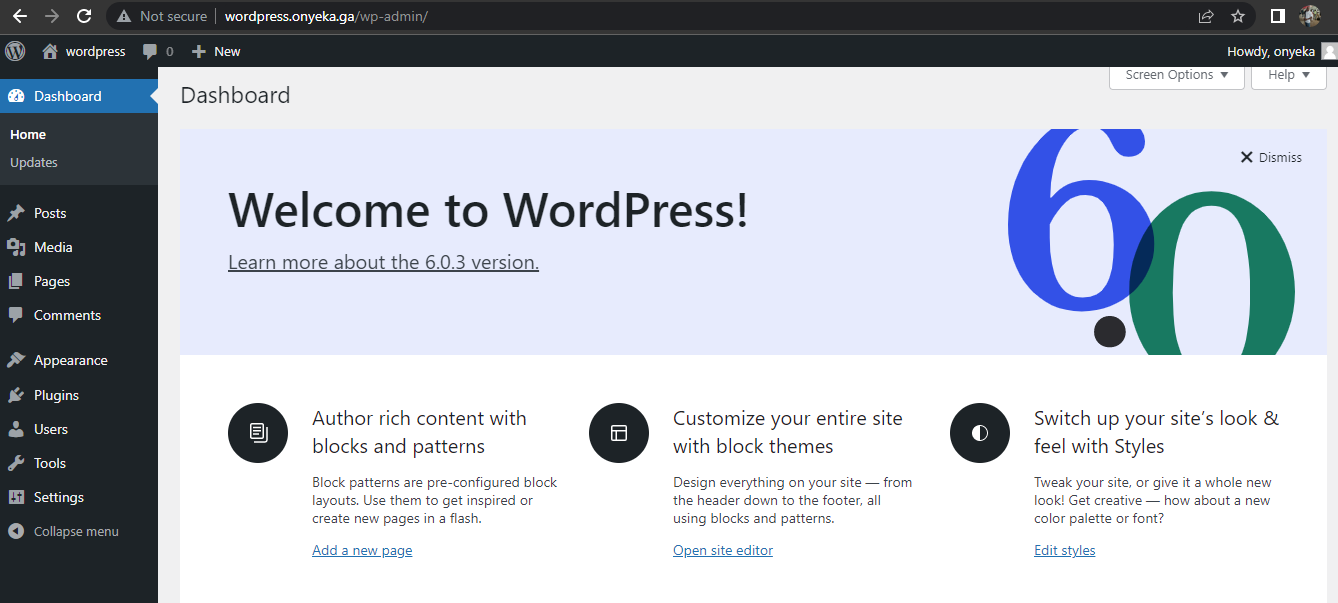 Not secure wordpress.onyeka.ga/wp-admin/
wordpress 0 New Howdy, onyeka
Dashboard
Home
Updates
Posts
Media
Pages
Comments
Appearance
Plugins
Users
Tools
Settings
Collapse menu
Screen Options Help
Dashboard
Dismiss
Welcome to WordPress!
Learn more about the 6.0.3 version.
6.0
Author rich content with
blocks and patterns
Block patterns are pre-configured block
layouts. Use them to get inspired or
create new pages in a flash.
Add a new page
Customize your entire site
with block themes
Design everything on your site — from
the header down to the footer, all
using blocks and patterns.
Open site editor
Switch up your site’s look &
feel with Styles
Tweak your site, or give it a whole new
look! Get creative — how about a new
color palette or font?
Edit styles